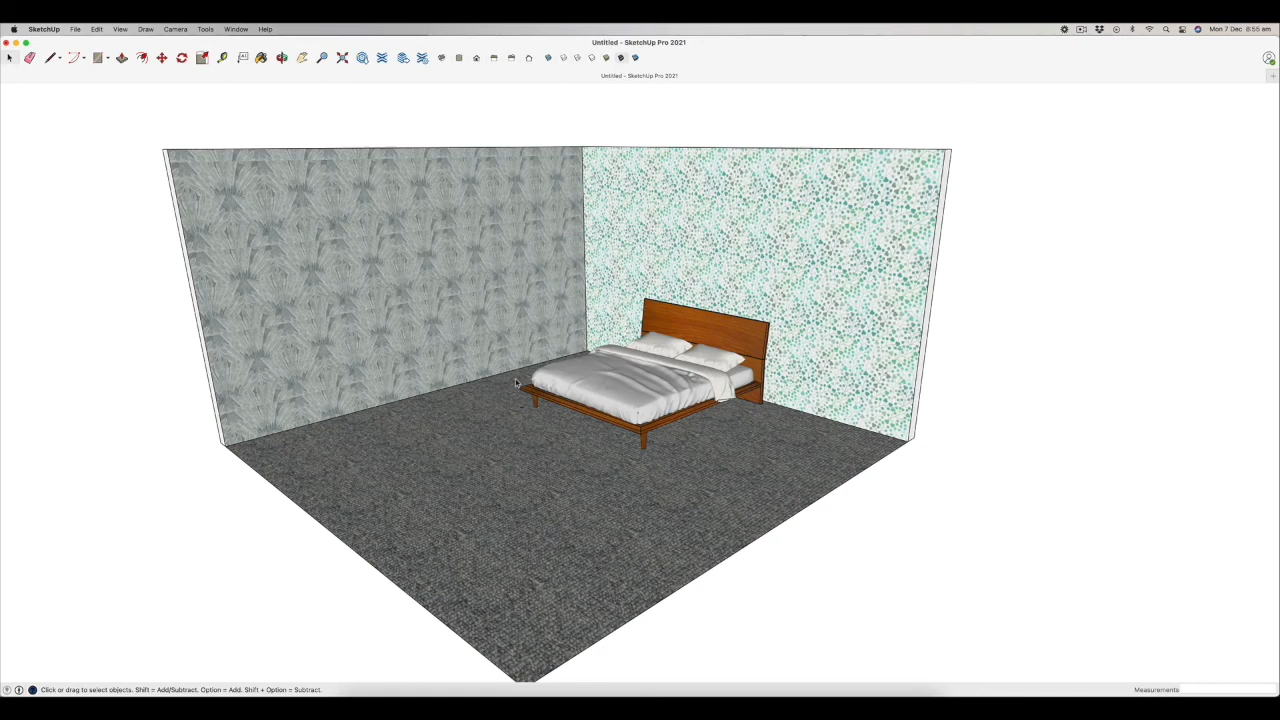 SketchUp File Edit View Draw Camera Tools Window Help Mon 7 Dec 8:55 am
Untitled - SketchUp Pro 2021
Untitled - SketchUp Pro 2021
Click or drag to select objects. Shift = Add/Subtract. Option = Add. Shift + Option = Subtract. Measurements